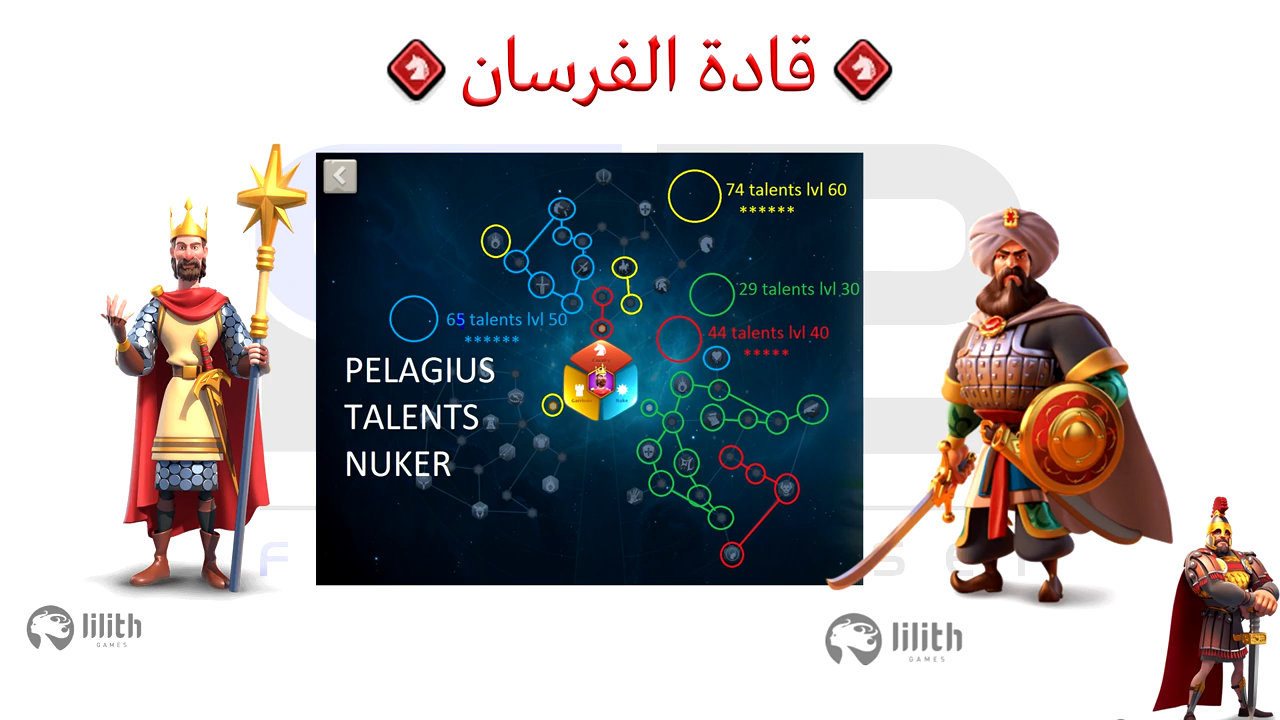 قادة الفرسان
74 talents lvl 60
******
29 talents lvl 30
65 talents lvl 50
******
44 talents lvl 40
*****
PELAGIUS
TALENTS
NUKER
lilith
GAMES
lilith
GAMES